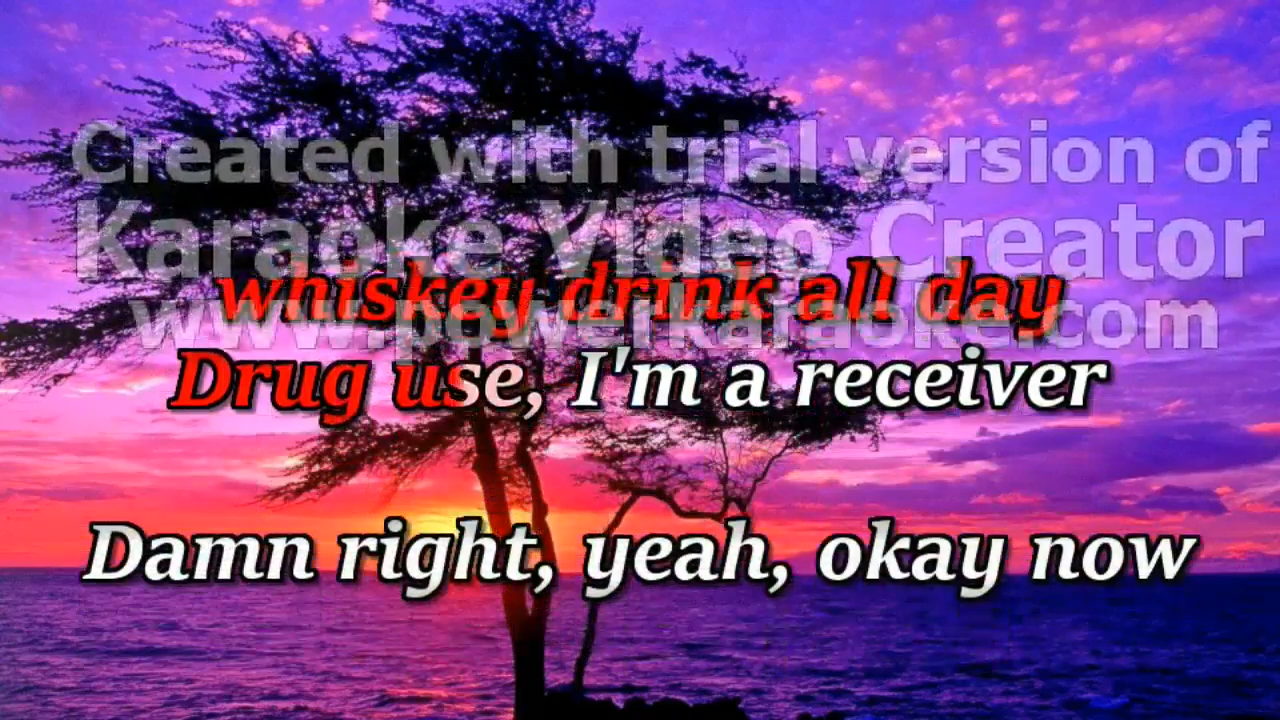 Created with trial version of
Karaoke Video Creator
whiskey drink all day
www.powerkaraoke.com
Drug use, I'm a receiver
Damn right, yeah, okay now